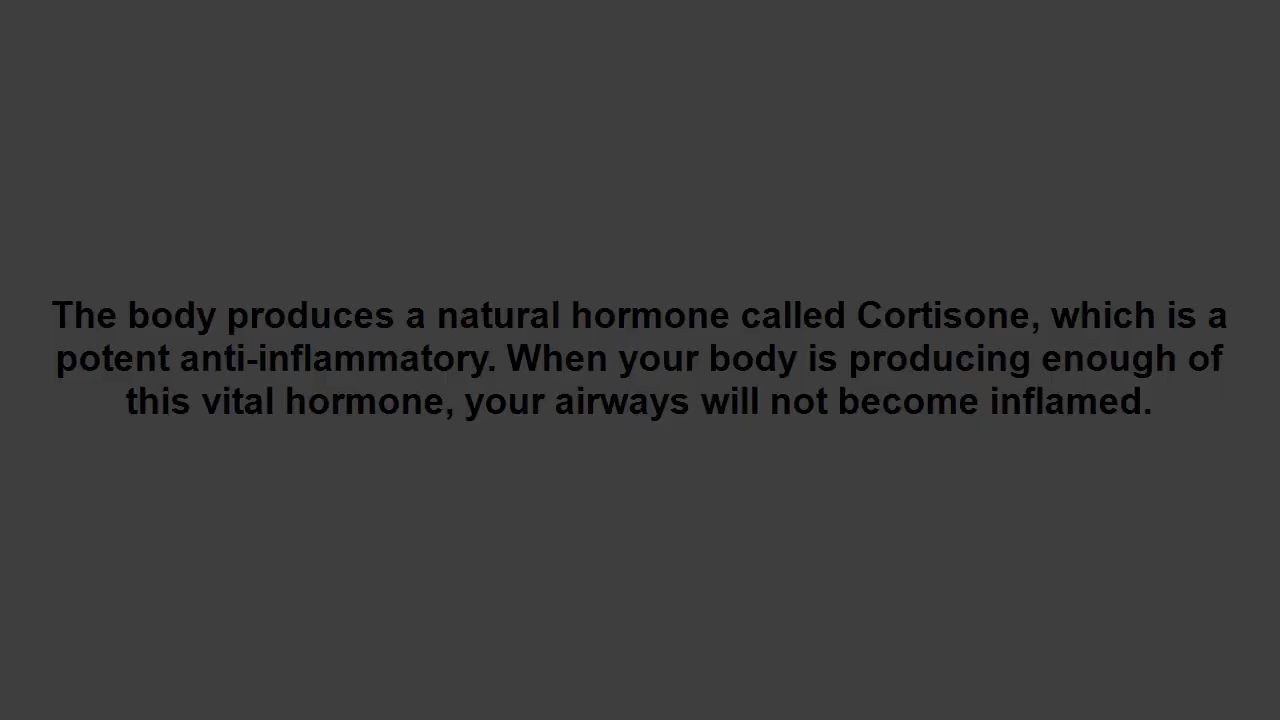 The body produces a natural hormone called Cortisone, which is a
potent anti-inflammatory. When your body is producing enough of
this vital hormone, your airways will not become inflamed.